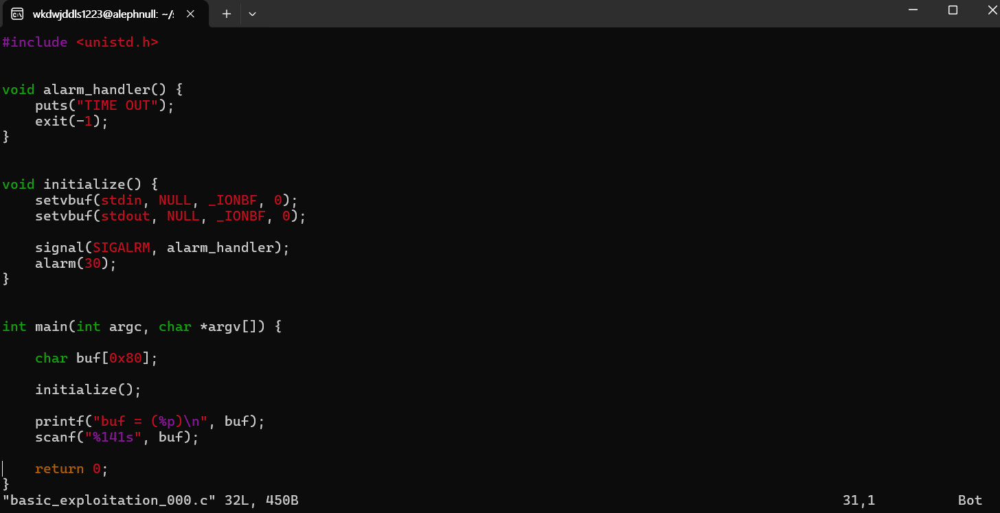 wkdwjddls1223@alephnull: ~/s
#include <unistd.h>
void alarm_handler() {
    puts("TIME OUT");
    exit(-1);
}
void initialize() {
    setvbuf(stdin, NULL, _IONBF, 0);
    setvbuf(stdout, NULL, _IONBF, 0);
    signal(SIGALRM, alarm_handler);
    alarm(30);
}
int main(int argc, char *argv[]) {
    char buf[0x80];
    initialize();
    printf("buf = (%p)\n", buf);
    scanf("%141s", buf);
    return 0;
}
"basic_exploitation_000.c" 32L, 450B 31,1 Bot